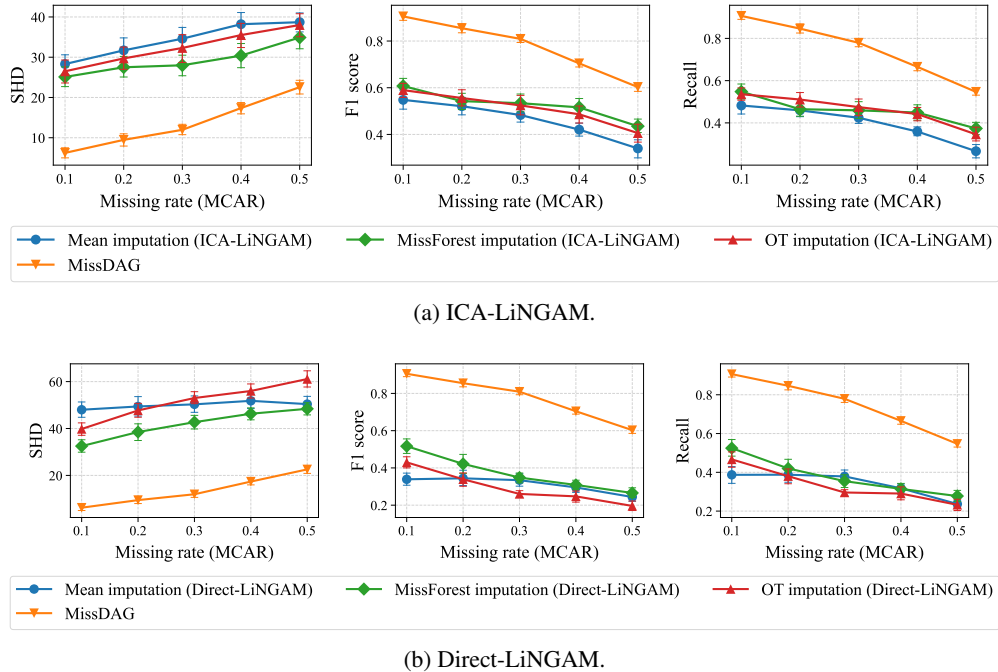 40
30
20
10
SHD
0.1 0.2 0.3 0.4 0.5
Missing rate (MCAR)
0.8
0.6
0.4
F1 score
0.1 0.2 0.3 0.4 0.5
Missing rate (MCAR)
0.8
0.6
0.4
Recall
0.1 0.2 0.3 0.4 0.5
Missing rate (MCAR)
Mean imputation (ICA-LiNGAM) MissForest imputation (ICA-LiNGAM) OT imputation (ICA-LiNGAM)
MissDAG
(a) ICA-LiNGAM.
60
40
20
SHD
0.1 0.2 0.3 0.4 0.5
Missing rate (MCAR)
0.8
0.6
0.4
0.2
F1 score
0.1 0.2 0.3 0.4 0.5
Missing rate (MCAR)
0.8
0.6
0.4
0.2
Recall
0.1 0.2 0.3 0.4 0.5
Missing rate (MCAR)
Mean imputation (Direct-LiNGAM) MissForest imputation (Direct-LiNGAM) OT imputation (Direct-LiNGAM)
MissDAG
(b) Direct-LiNGAM.